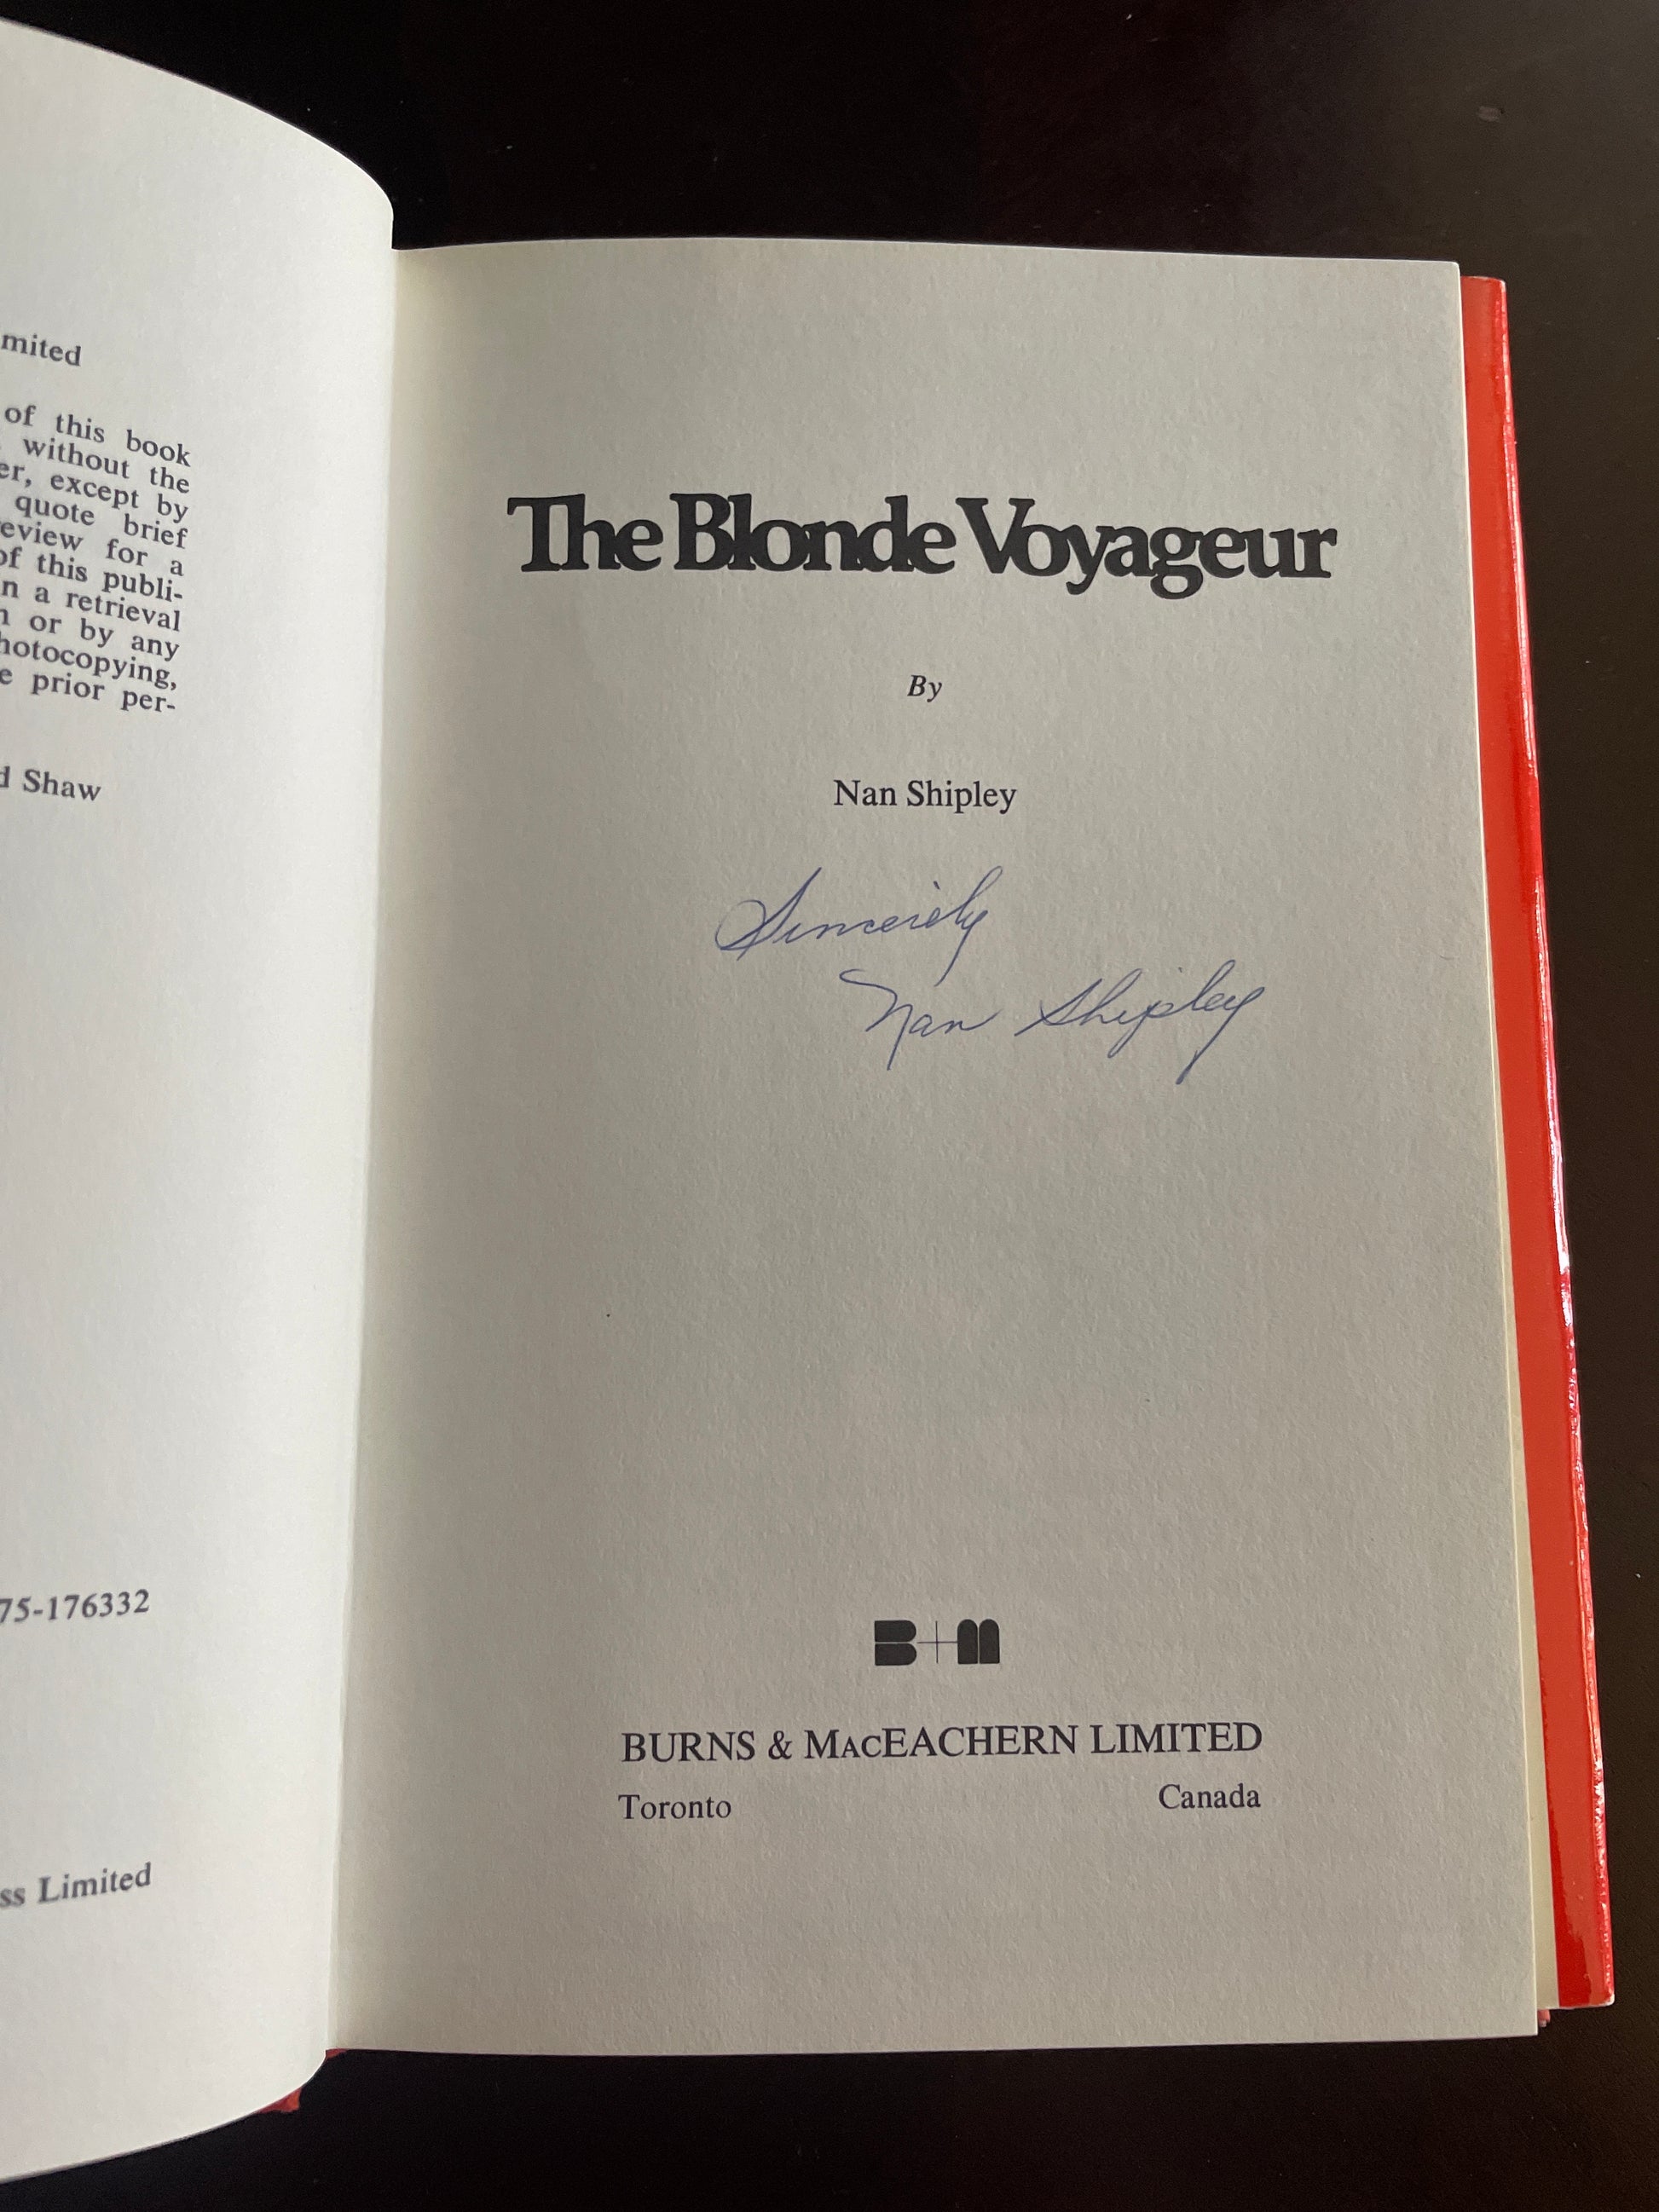 mited
of this book
without the
er, except by
quote brief
eview for a
of this publi-
n a retrieval
or by any
hotocopying,
e prior per-
d Shaw
75-176332
ss Limited
The Blonde Voyageur
By
Nan Shipley
Sincerely
Nan Shipley
B+M
BURNS & MACEACHERN LIMITED
Toronto Canada